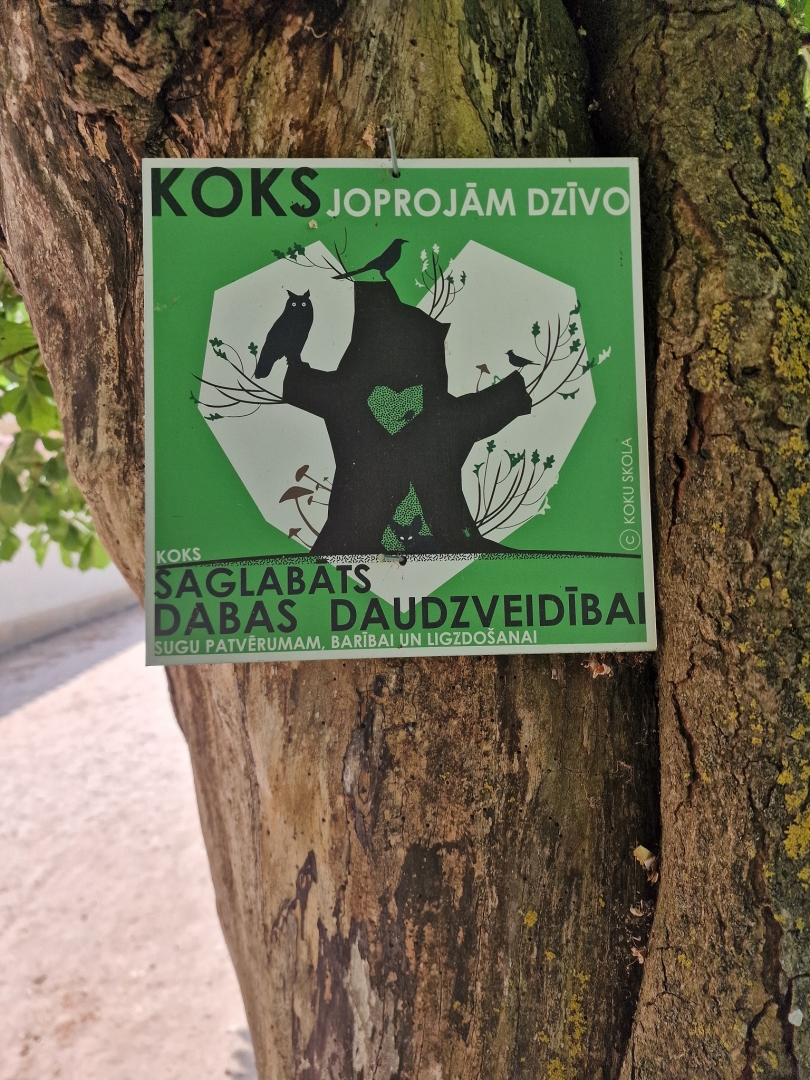 KOKS JOPROJĀM DZĪVO
© KOKU SKOLA
KOKS
SAGLABĀTS
DABAS DAUDZVEIDĪBAI
SUGU PATVĒRUMAM, BARĪBAI UN LIGZDOŠANAI